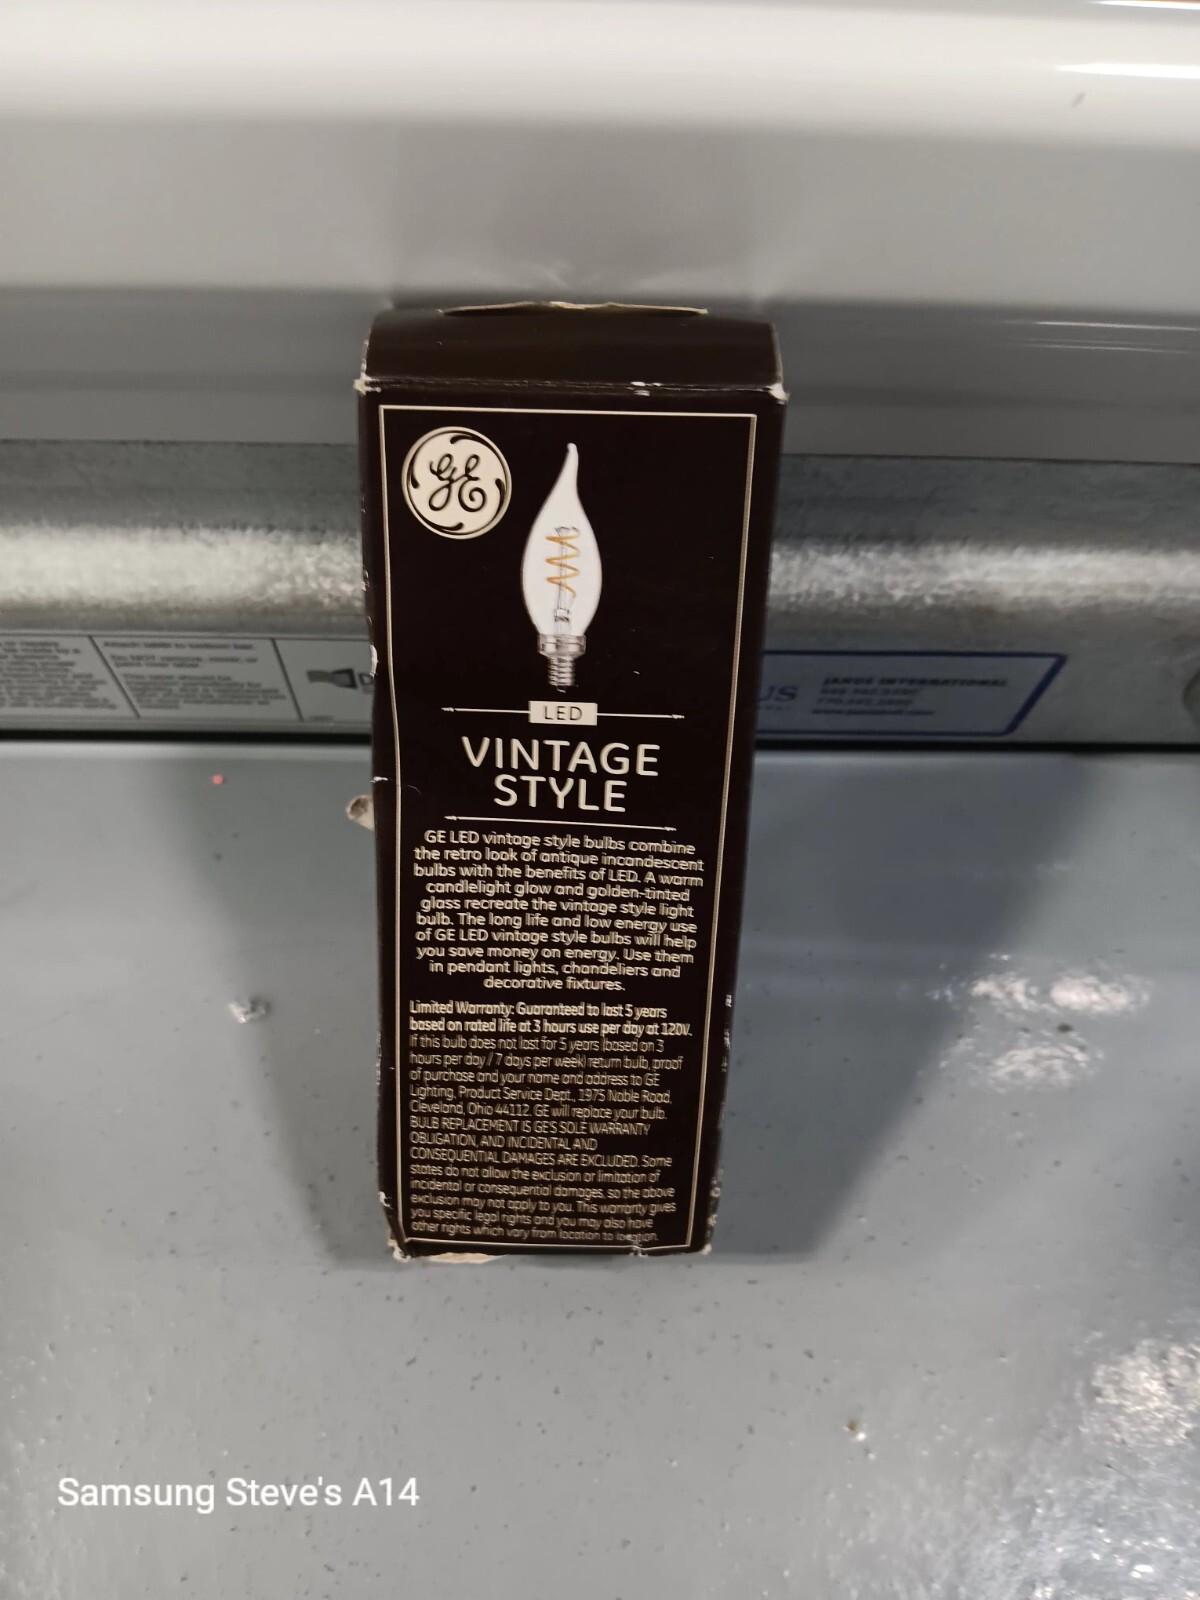 GE
LED
VINTAGE
STYLE
GE LED vintage style bulbs combine
the retro look of antique incandescent
bulbs with the benefits of LED. A warm
candlelight glow and golden-tinted
glass recreate the vintage style light
bulb. The long life and low energy use
of GE LED vintage style bulbs will help
you save money on energy. Use them
in pendant lights, chandeliers and
decorative fixtures.
Limited Warranty: Guaranteed to last 5 years
based on rated life at 3 hours use per day at 120V.
If this bulb does not last for 5 years (based on 3
hours per day / 7 days per week) return bulb, proof
of purchase and your name and address to GE
Lighting, Product Service Dept., 1975 Noble Road,
Cleveland, Ohio 44112. GE will replace your bulb.
BULB REPLACEMENT IS GE'S SOLE WARRANTY
OBLIGATION, AND INCIDENTAL AND
CONSEQUENTIAL DAMAGES ARE EXCLUDED. Some
states do not allow the exclusion or limitation of
incidental or consequential damages, so the above
exclusion may not apply to you. This warranty gives
you specific legal rights and you may also have
other rights which vary from location to location.
Attach label to bottom bar.
US
JANUS INTERNATIONAL
Samsung Steve's A14